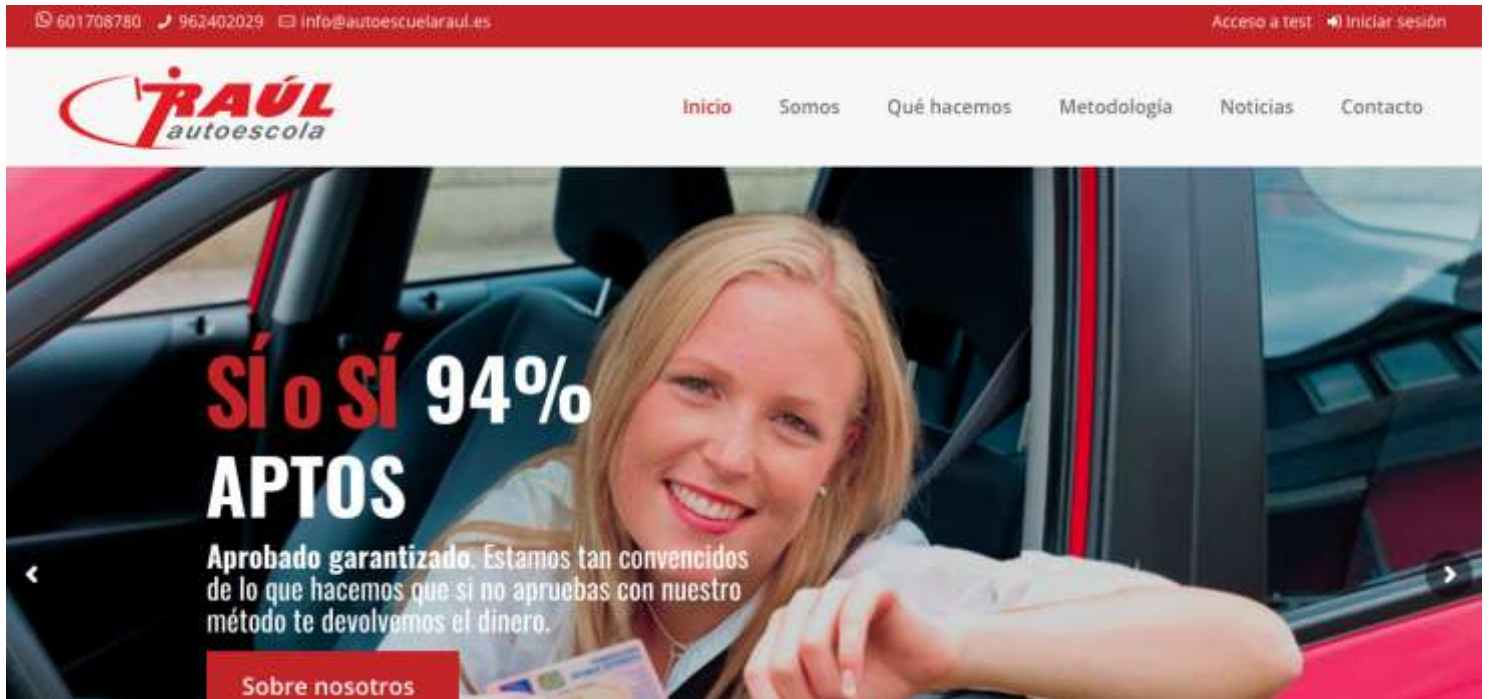 601708780 962402029 info@autoescuelaraul.es Acceso a test Iniciar sesión
RAÚL
autoescola
Inicio Somos Qué hacemos Metodología Noticias Contacto
SÍ o SÍ 94%
APTOS
Aprobado garantizado. Estamos tan convencidos
de lo que hacemos que si no apruebas con nuestro
método te devolvemos el dinero.
Sobre nosotros